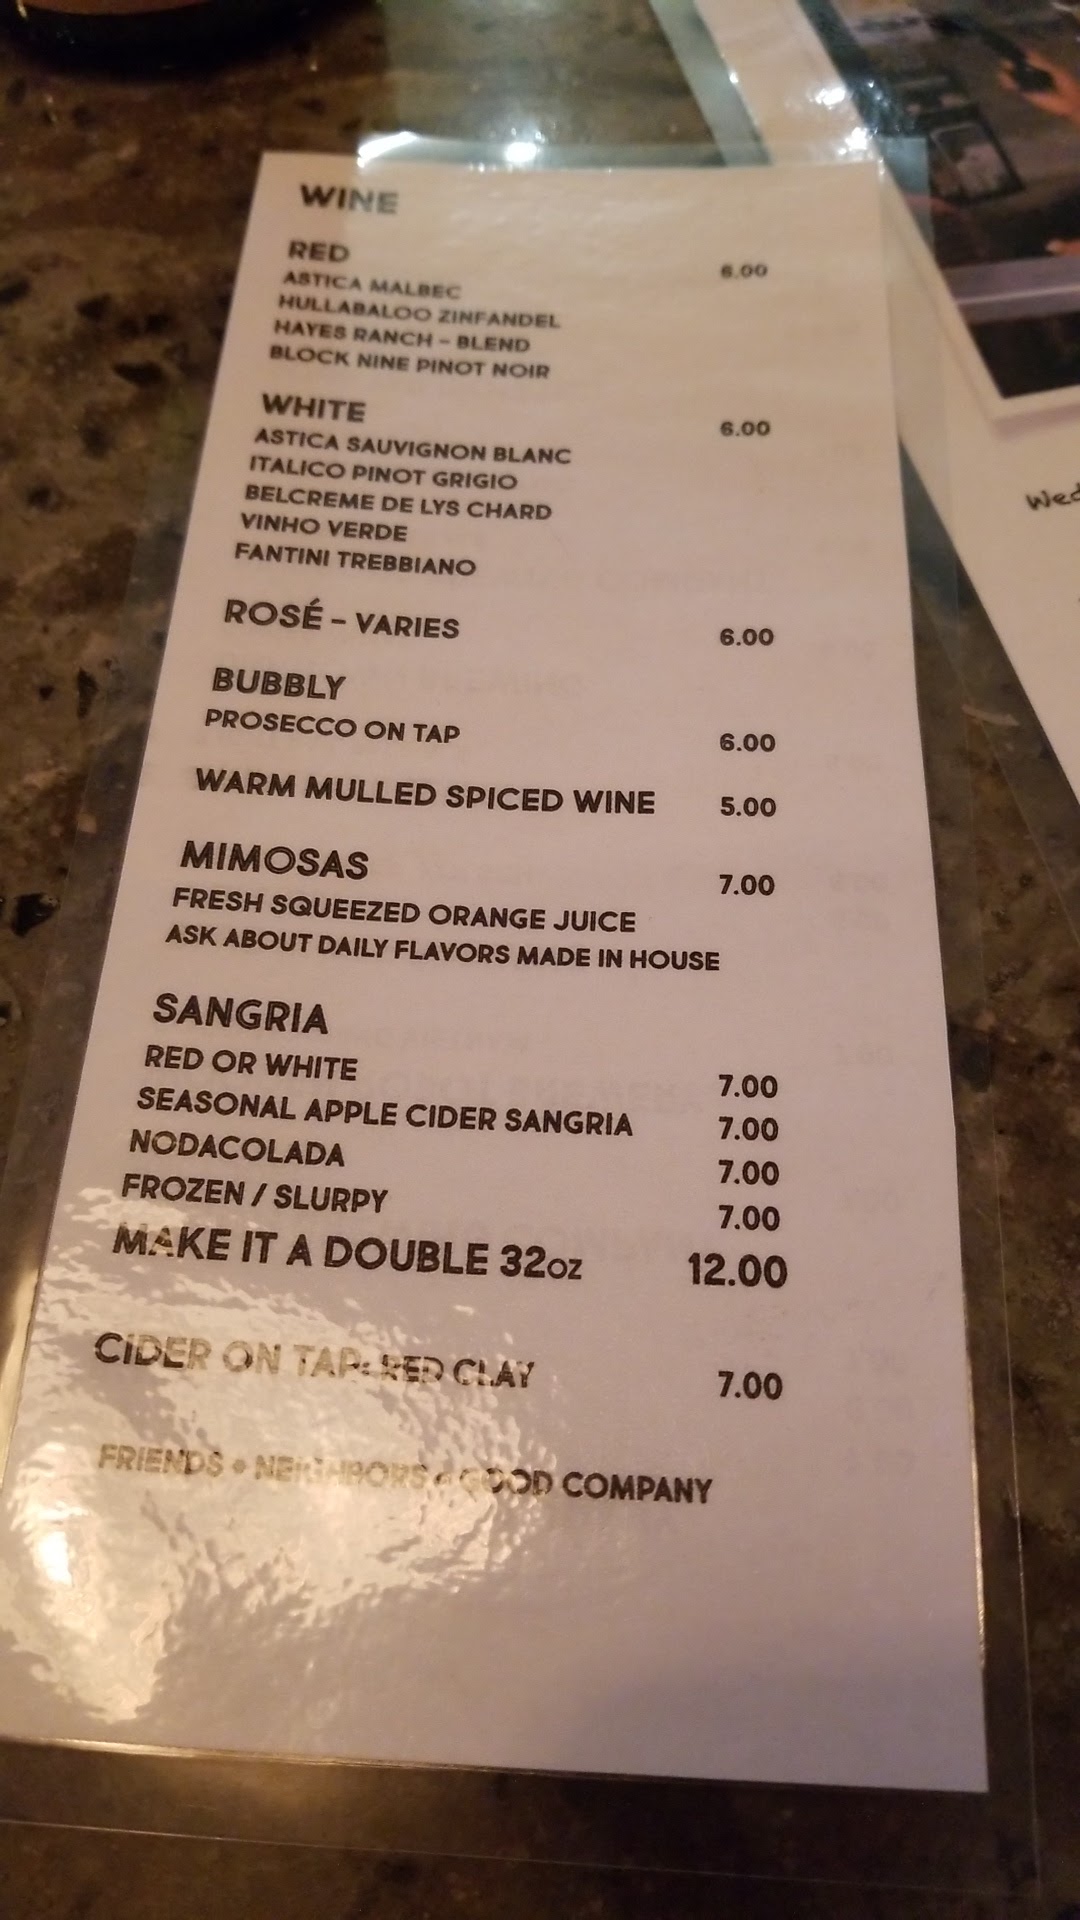 WINE
RED 6.00
ASTICA MALBEC
HULLABALOO ZINFANDEL
HAYES RANCH – BLEND
BLOCK NINE PINOT NOIR
WHITE 6.00
ASTICA SAUVIGNON BLANC
ITALICO PINOT GRIGIO
BELCREME DE LYS CHARD
VINHO VERDE
FANTINI TREBBIANO
ROSÉ – VARIES 6.00
BUBBLY
PROSECCO ON TAP 6.00
WARM MULLED SPICED WINE 5.00
MIMOSAS 7.00
FRESH SQUEEZED ORANGE JUICE
ASK ABOUT DAILY FLAVORS MADE IN HOUSE
SANGRIA
RED OR WHITE 7.00
SEASONAL APPLE CIDER SANGRIA 7.00
NODACOLADA 7.00
FROZEN / SLURPY 7.00
MAKE IT A DOUBLE 32OZ 12.00
CIDER ON TAP: RED CLAY 7.00
FRIENDS • NEIGHBORS • GOOD COMPANY